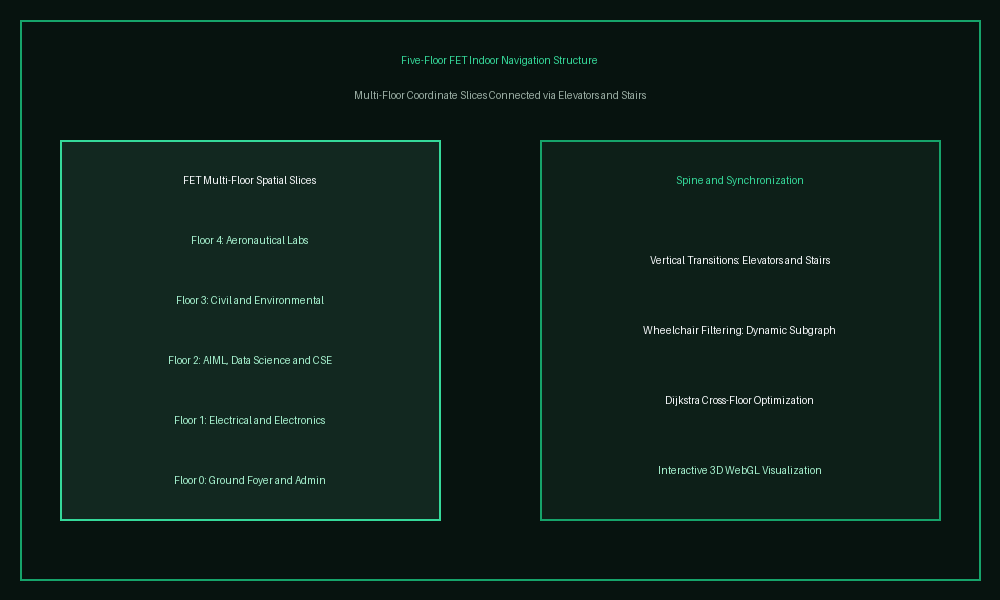 Five-Floor FET Indoor Navigation Structure
Multi-Floor Coordinate Slices Connected via Elevators and Stairs
FET Multi-Floor Spatial Slices
Floor 4: Aeronautical Labs
Floor 3: Civil and Environmental
Floor 2: AIML, Data Science and CSE
Floor 1: Electrical and Electronics
Floor 0: Ground Foyer and Admin
Spine and Synchronization
Vertical Transitions: Elevators and Stairs
Wheelchair Filtering: Dynamic Subgraph
Dijkstra Cross-Floor Optimization
Interactive 3D WebGL Visualization